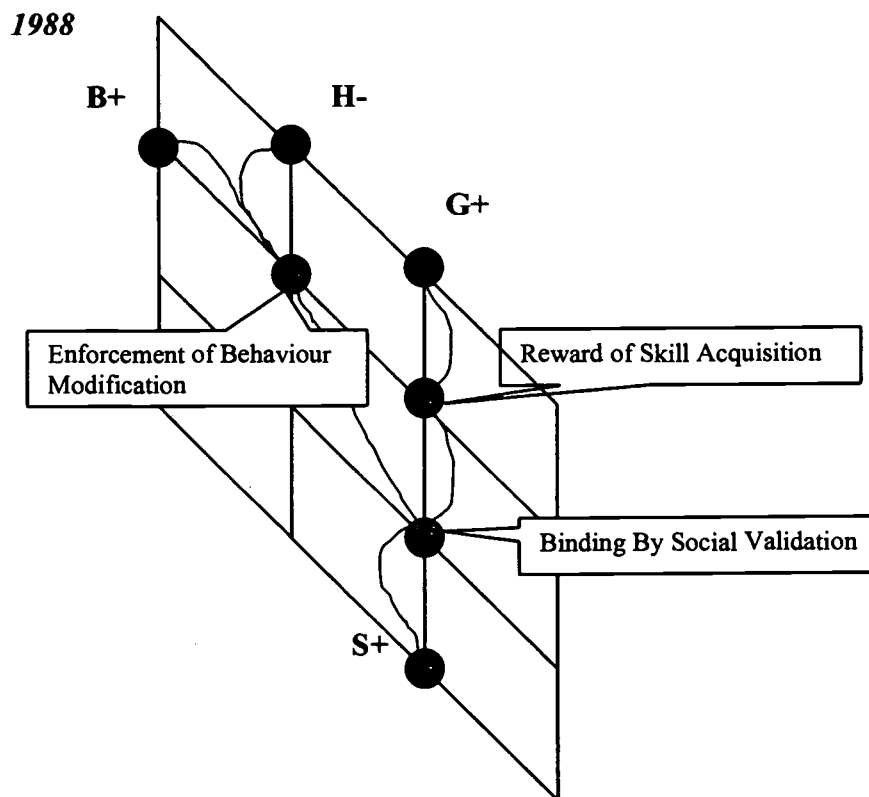 1988
B+
H-
G+
Enforcement of Behaviour
Modification
Reward of Skill Acquisition
Binding By Social Validation
S+